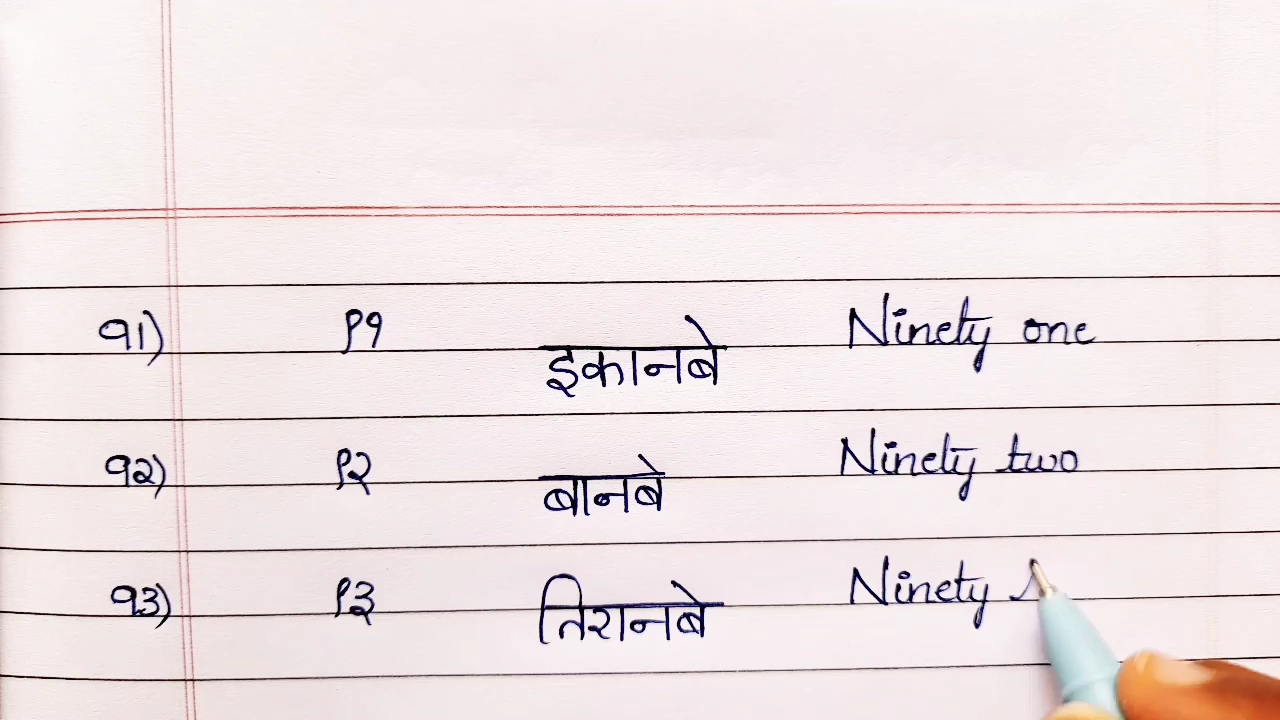 91) ९१ इकानबे Ninety one
92) ९२ बानबे Ninety two
93) ९३ तिरानबे Ninety